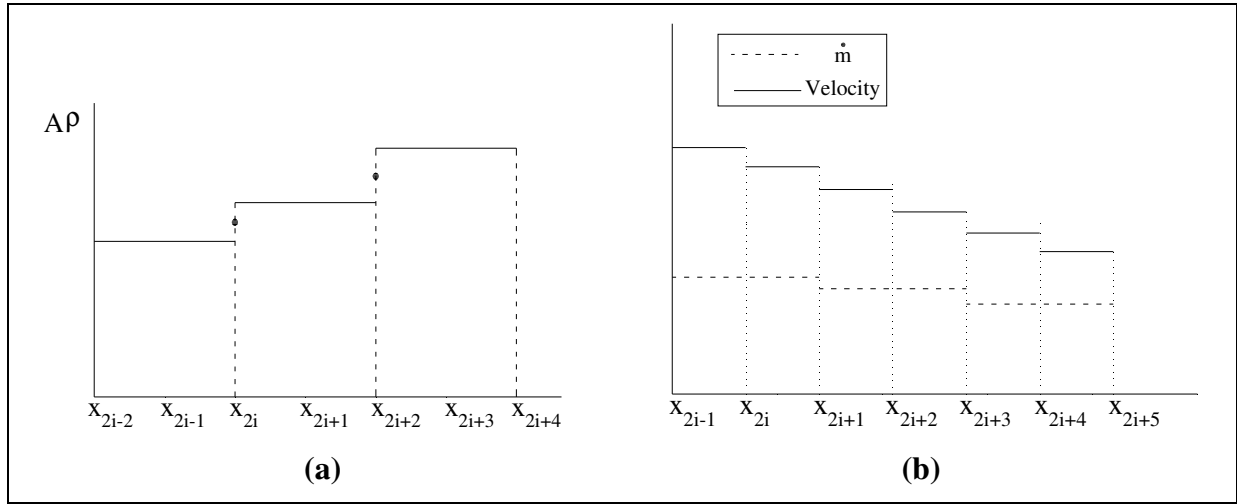 Aρ
x2i-2 x2i-1 x2i x2i+1 x2i+2 x2i+3 x2i+4
(a)
ṁ
Velocity
x2i-1 x2i x2i+1 x2i+2 x2i+3 x2i+4 x2i+5
(b)